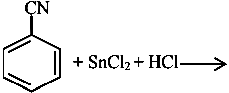 CN
+ SnCl₂ + HCl